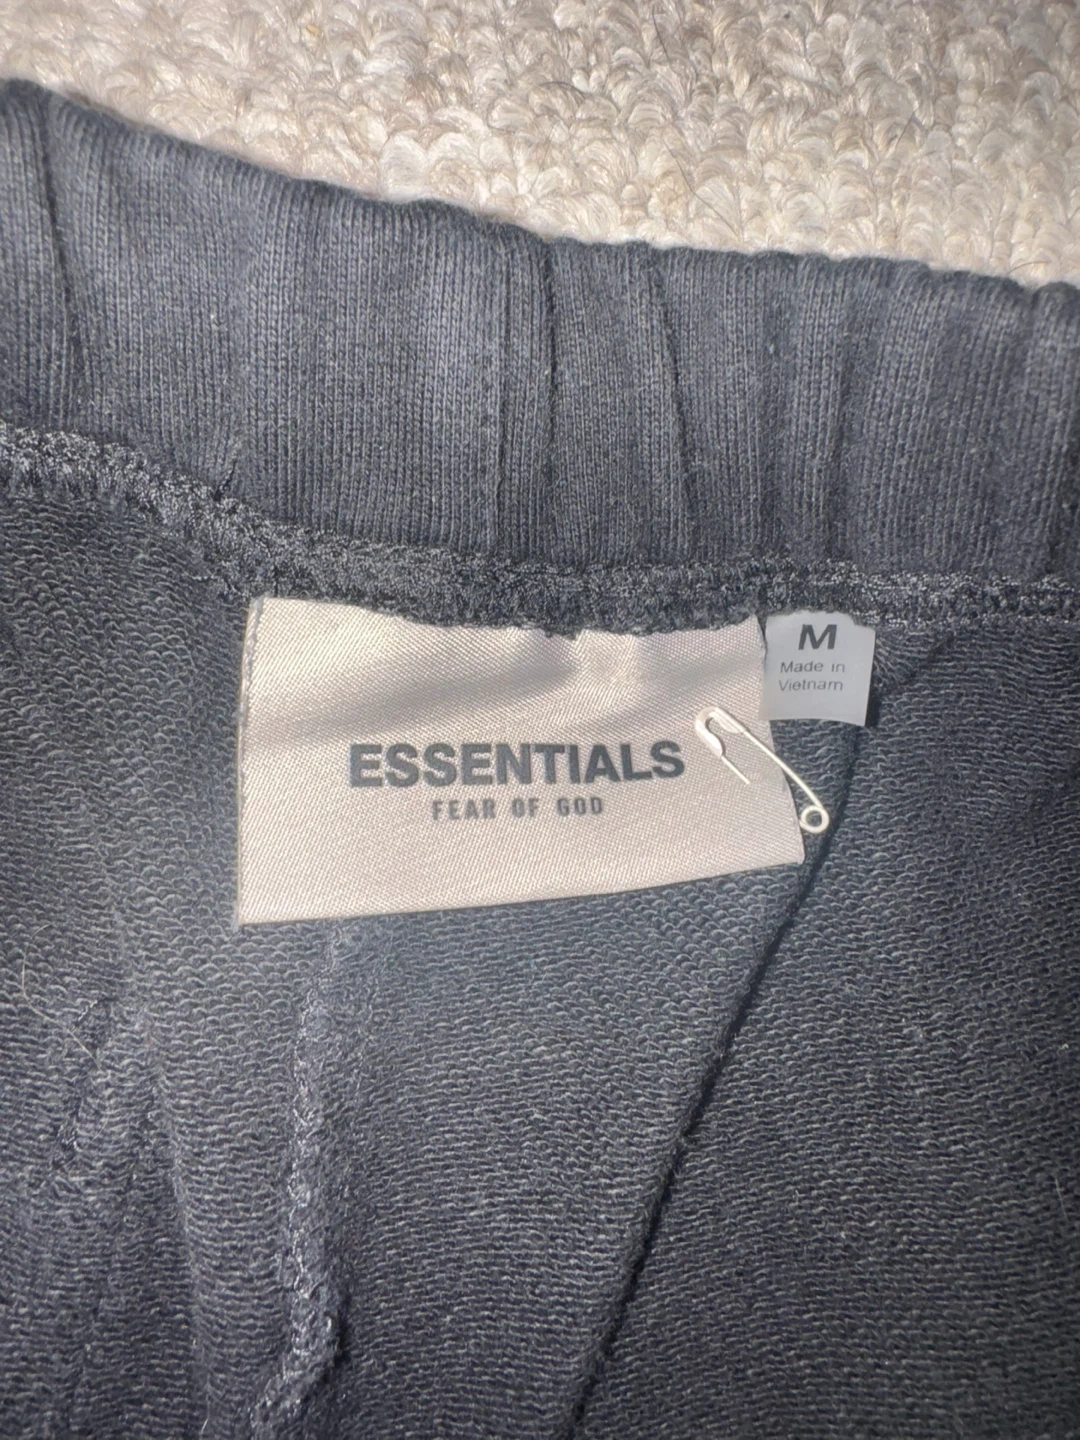 M
Made in
Vietnam
ESSENTIALS
FEAR OF GOD